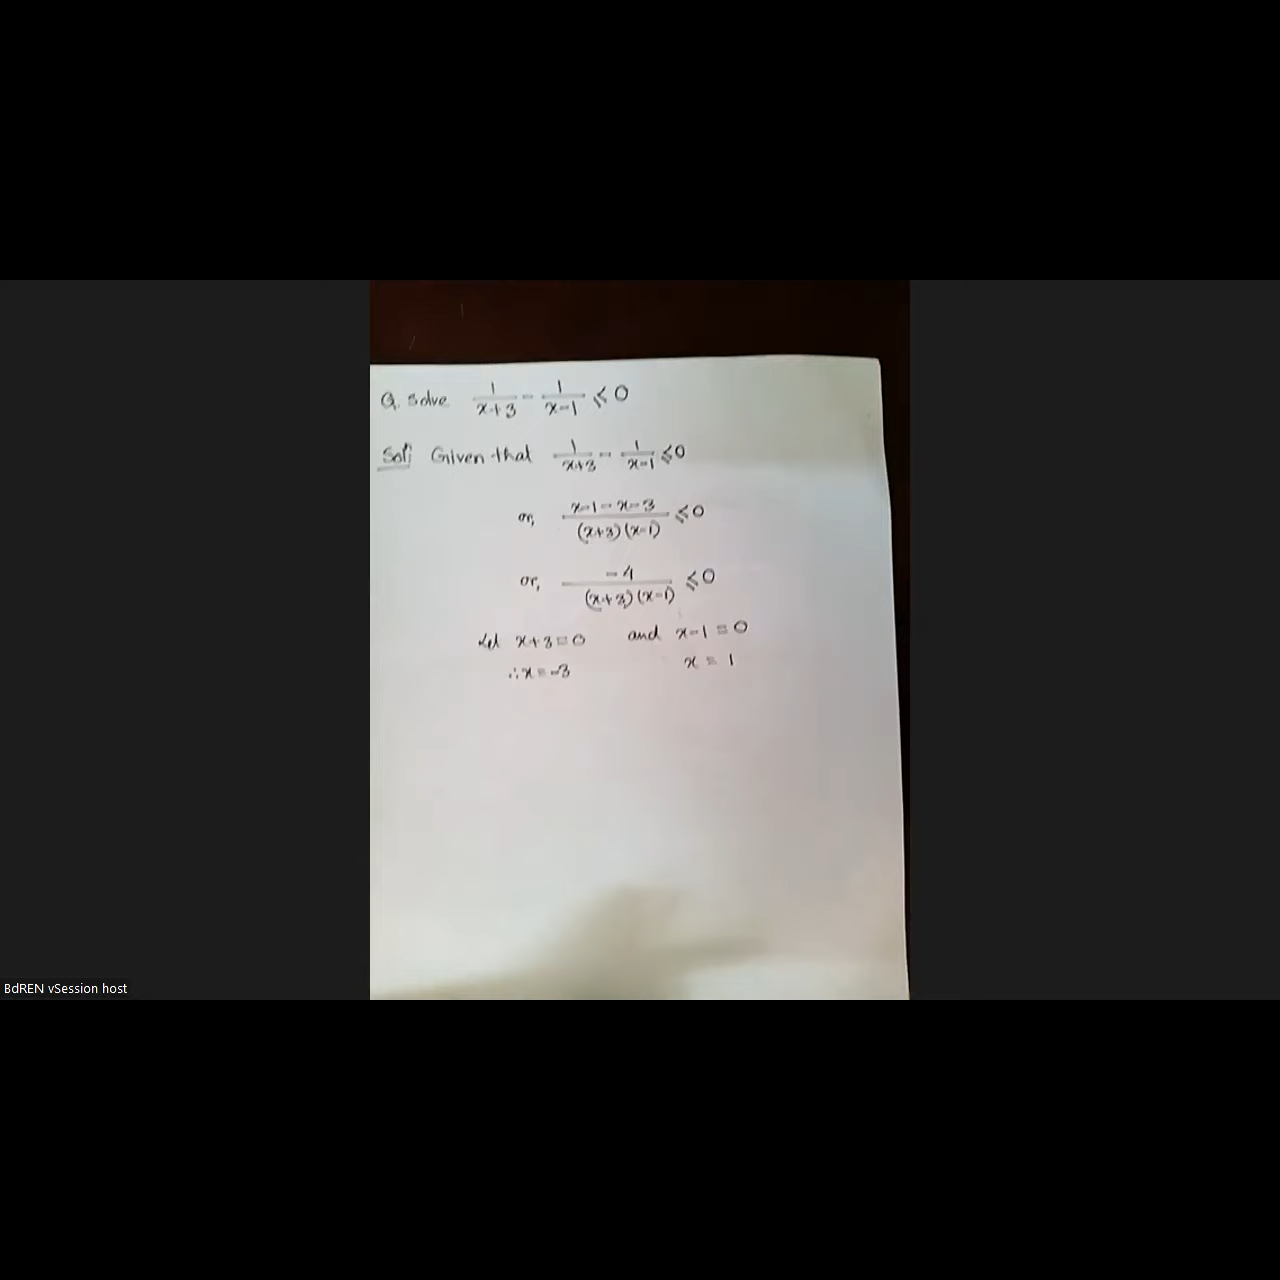 Q. Solve 1/(x+3) - 1/(x-1) ≤ 0
Solⁿ: Given that 1/(x+3) - 1/(x-1) ≤ 0
or, (x-1-x-3)/((x+3)(x-1)) ≤ 0
or, -4/((x+3)(x-1)) ≤ 0
Let x+3=0 and x-1=0
∴x=-3 x=1
BdREN vSession host